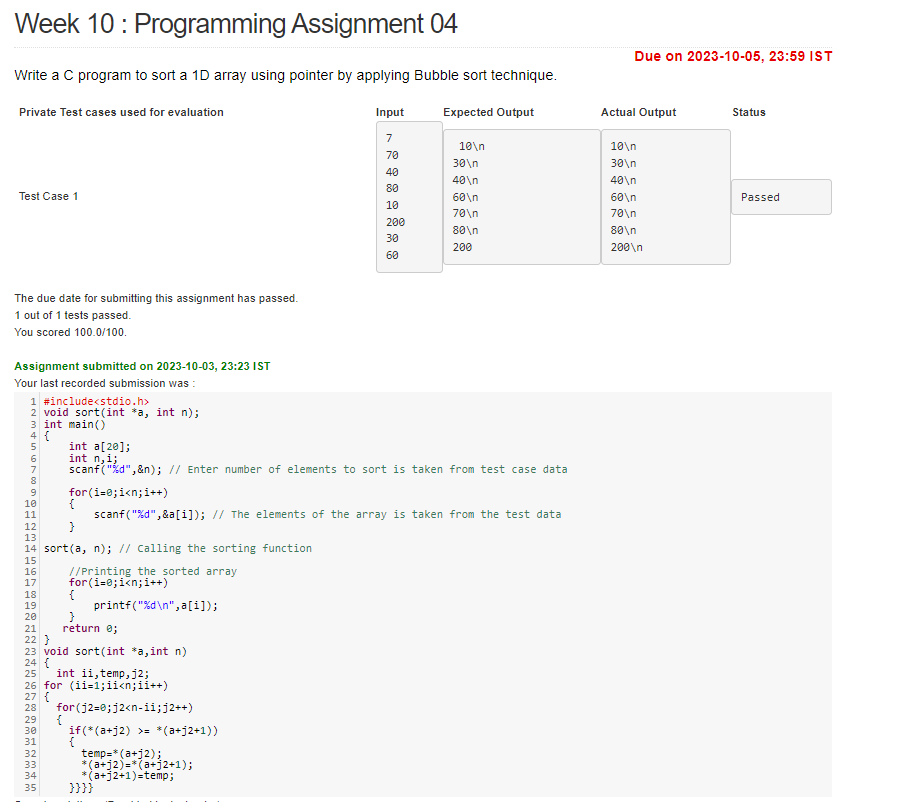 Week 10 : Programming Assignment 04
Due on 2023-10-05, 23:59 IST
Write a C program to sort a 1D array using pointer by applying Bubble sort technique.
Private Test cases used for evaluation Input Expected Output Actual Output Status
Test Case 1
7
70
40
80
10
200
30
60
10\n
30\n
40\n
60\n
70\n
80\n
200
10\n
30\n
40\n
60\n
70\n
80\n
200\n
Passed
The due date for submitting this assignment has passed.
1 out of 1 tests passed.
You scored 100.0/100.
Assignment submitted on 2023-10-03, 23:23 IST
Your last recorded submission was :
1 #include<stdio.h>
2 void sort(int *a, int n);
3 int main()
4 {
5 int a[20];
6 int n,i;
7 scanf("%d",&n); // Enter number of elements to sort is taken from test case data
8
9 for(i=0;i<n;i++)
10 {
11 scanf("%d",&a[i]); // The elements of the array is taken from the test data
12 }
13
14 sort(a, n); // Calling the sorting function
15
16 //Printing the sorted array
17 for(i=0;i<n;i++)
18 {
19 printf("%d\n",a[i]);
20 }
21 return 0;
22 }
23 void sort(int *a,int n)
24 {
25 int ii,temp,j2;
26 for (ii=1;ii<n;ii++)
27 {
28 for(j2=0;j2<n-ii;j2++)
29 {
30 if(*(a+j2) >= *(a+j2+1))
31 {
32 temp=*(a+j2);
33 *(a+j2)=*(a+j2+1);
34 *(a+j2+1)=temp;
35 }}}}